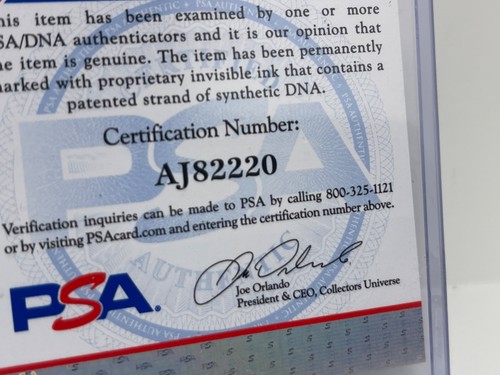 his item has been examined by one or more
SA/DNA authenticators and it is our opinion that
he item is genuine. The item has been permanently
arked with proprietary invisible ink that contains a
patented strand of synthetic DNA.
Certification Number:
AJ82220
Verification inquiries can be made to PSA by calling 800-325-1121
or by visiting PSAcard.com and entering the certification number above.
Joe Orlando
President & CEO, Collectors Universe
PSA.